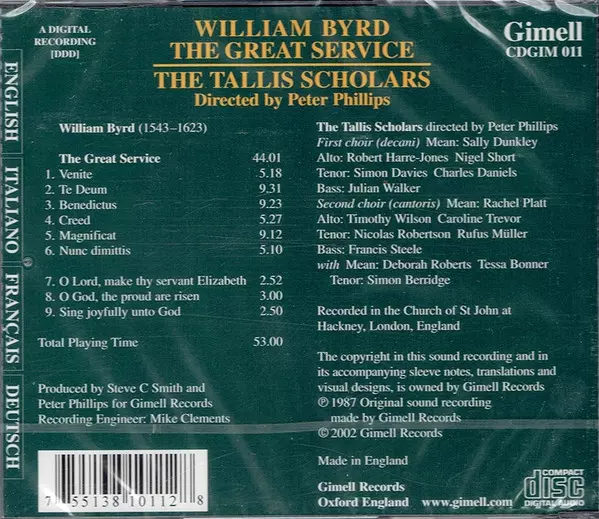 A DIGITAL
RECORDING
[DDD]
WILLIAM BYRD
THE GREAT SERVICE
THE TALLIS SCHOLARS
Directed by Peter Phillips
Gimell
CDGIM 011
ENGLISH
ITALIANO
FRANÇAIS
DEUTSCH
William Byrd (1543–1623)
The Great Service 44.01
1. Venite 5.18
2. Te Deum 9.31
3. Benedictus 9.23
4. Creed 5.27
5. Magnificat 9.12
6. Nunc dimittis 5.10
7. O Lord, make thy servant Elizabeth 2.52
8. O God, the proud are risen 3.00
9. Sing joyfully unto God 2.50
Total Playing Time 53.00
Produced by Steve C Smith and
Peter Phillips for Gimell Records
Recording Engineer: Mike Clements
7 55138 10112 8
The Tallis Scholars directed by Peter Phillips
First choir (decani) Mean: Sally Dunkley
Alto: Robert Harre-Jones Nigel Short
Tenor: Simon Davies Charles Daniels
Bass: Julian Walker
Second choir (cantoris) Mean: Rachel Platt
Alto: Timothy Wilson Caroline Trevor
Tenor: Nicolas Robertson Rufus Müller
Bass: Francis Steele
with Mean: Deborah Roberts Tessa Bonner
Tenor: Simon Berridge
Recorded in the Church of St John at
Hackney, London, England
The copyright in this sound recording and in
its accompanying sleeve notes, translations and
visual designs, is owned by Gimell Records
℗ 1987 Original sound recording
made by Gimell Records
© 2002 Gimell Records
Made in England
Gimell Records
Oxford England www.gimell.com
COMPACT
disc
DIGITAL AUDIO